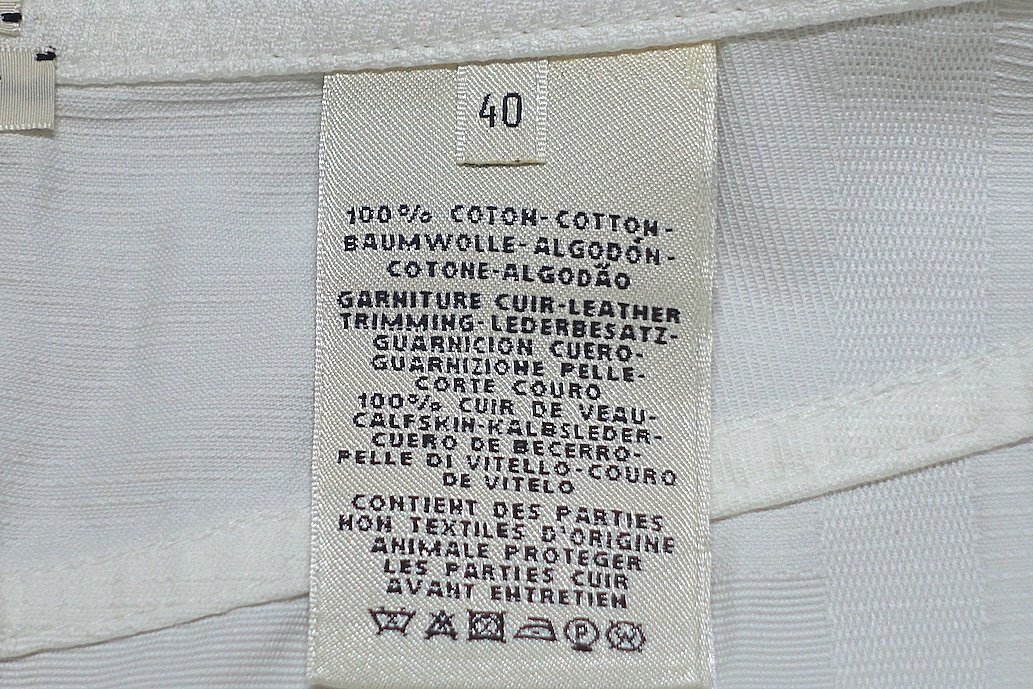 40
100% COTON-COTTON-
BAUMWOLLE-ALGODÓN-
COTONE-ALGODÃO
GARNITURE CUIR-LEATHER
TRIMMING-LEDERBESATZ-
GUARNICION CUERO-
GUARNIZIONE PELLE-
CORTE COURO
100% CUIR DE VEAU-
CALFSKIN-KALBSLEDER-
CUERO DE BECERRO-
PELLE DI VITELLO-COURO
DE VITELO
CONTIENT DES PARTIES
NON TEXTILES D'ORIGINE
ANIMALE PROTEGER
LES PARTIES CUIR
AVANT ENTRETIEN
P W